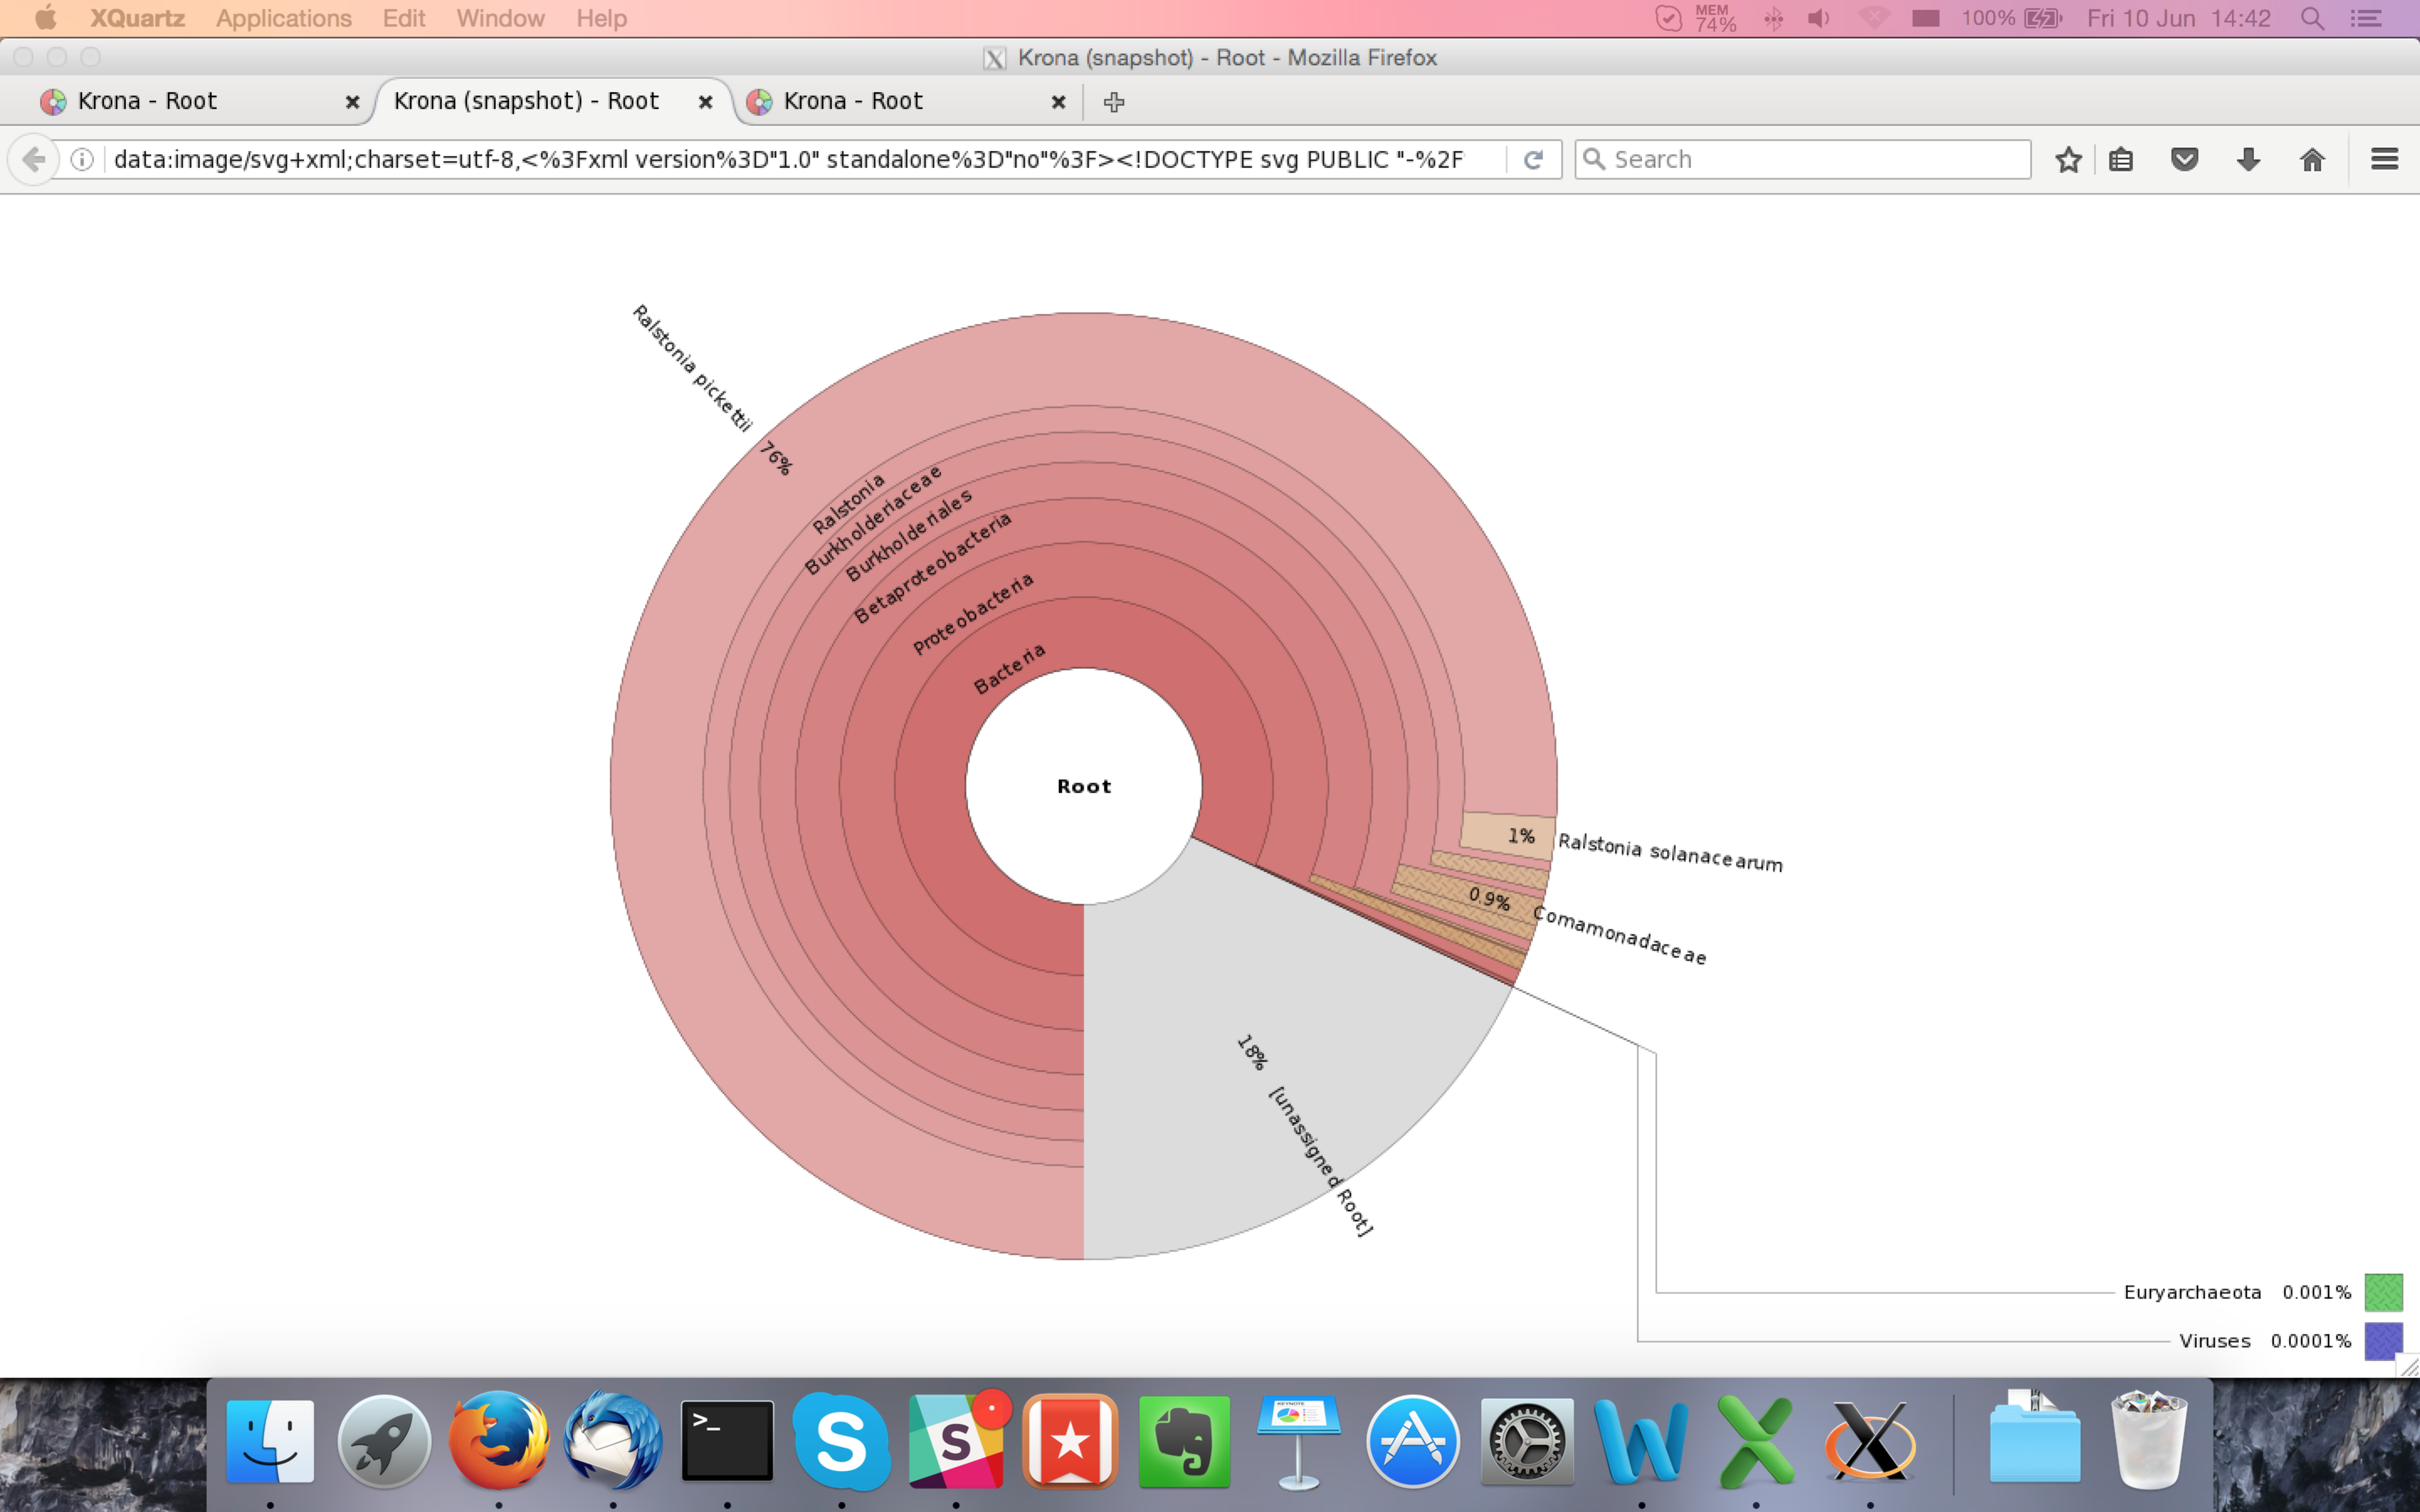 XQuartz Applications Edit Window Help MEM 74% 100% Fri 10 Jun 14:42
Krona (snapshot) - Root - Mozilla Firefox
Krona - Root Krona (snapshot) - Root Krona - Root
data:image/svg+xml;charset=utf-8,<%3Fxml version%3D"1.0" standalone%3D"no"%3F><!DOCTYPE svg PUBLIC "-%2F Search
Ralstonia pickettii 76%
Ralstonia
Burkholderiaceae
Burkholderiales
Betaproteobacteria
Proteobacteria
Bacteria
Root
1% Ralstonia solanacearum
0.9% Comamonadaceae
18% [unassigned Root]
Euryarchaeota 0.001%
Viruses 0.0001%
>_
S
S
KEYNOTE
W
X
X